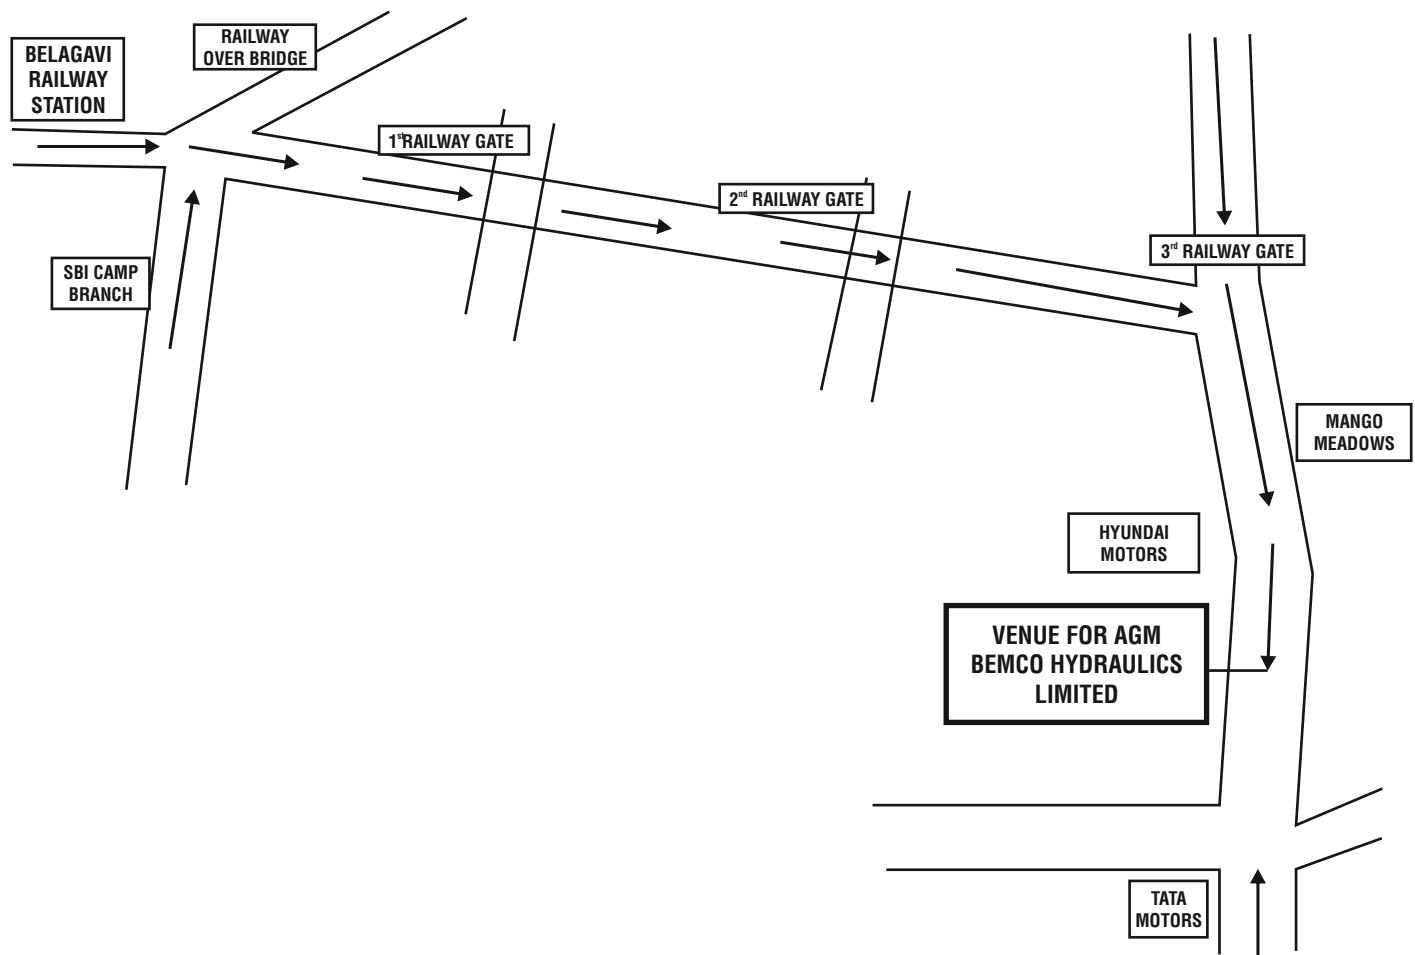 BELAGAVI
RAILWAY
STATION
RAILWAY
OVER BRIDGE
1st RAILWAY GATE
2nd RAILWAY GATE
3rd RAILWAY GATE
SBI CAMP
BRANCH
MANGO
MEADOWS
HYUNDAI
MOTORS
VENUE FOR AGM
BEMCO HYDRAULICS
LIMITED
TATA
MOTORS